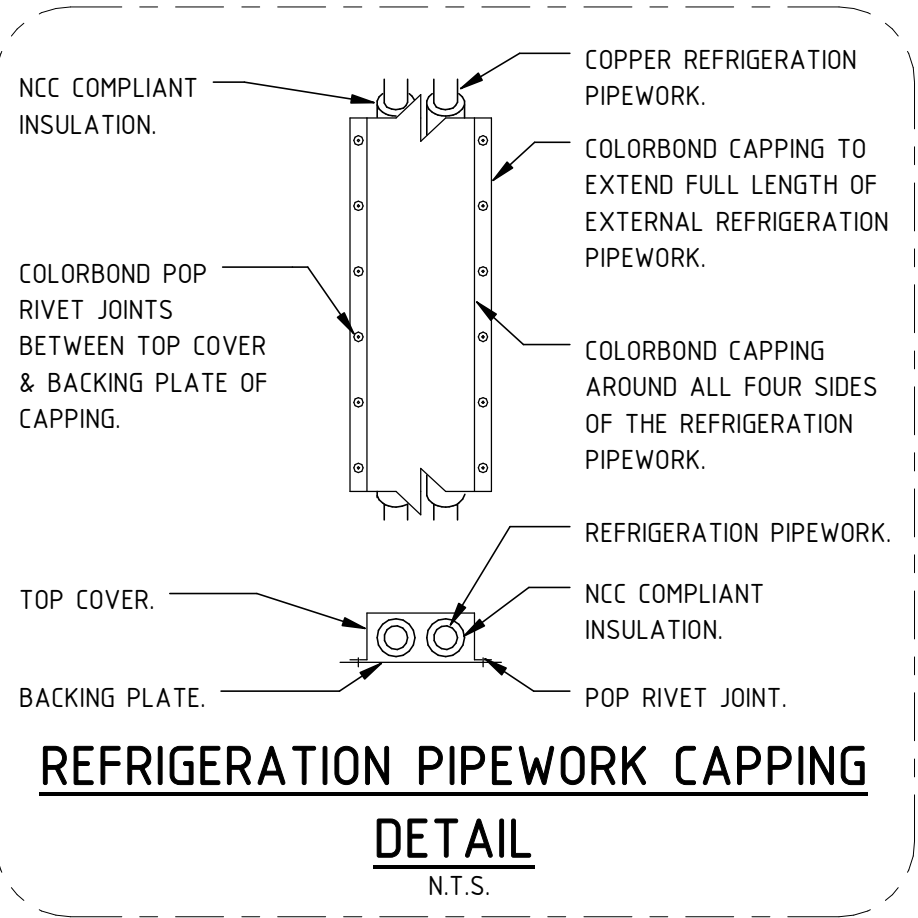 NCC COMPLIANT
INSULATION.
COPPER REFRIGERATION
PIPEWORK.
COLORBOND CAPPING TO
EXTEND FULL LENGTH OF
EXTERNAL REFRIGERATION
PIPEWORK.
COLORBOND POP
RIVET JOINTS
BETWEEN TOP COVER
& BACKING PLATE OF
CAPPING.
COLORBOND CAPPING
AROUND ALL FOUR SIDES
OF THE REFRIGERATION
PIPEWORK.
REFRIGERATION PIPEWORK.
TOP COVER.
NCC COMPLIANT
INSULATION.
BACKING PLATE.
POP RIVET JOINT.
REFRIGERATION PIPEWORK CAPPING
DETAIL
N.T.S.